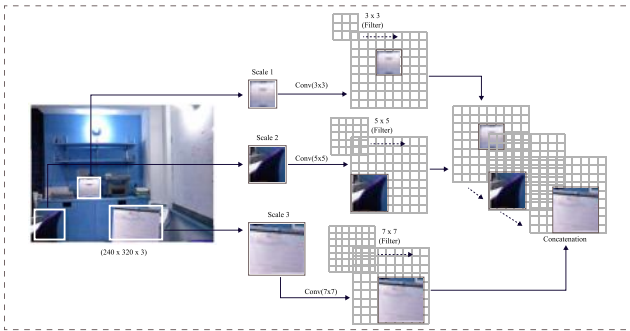 3 x 3
(Filter)
Scale 1
Conv(3x3)
5 x 5
(Filter)
Scale 2
Conv(5x5)
Scale 3
7 x 7
(Filter)
Concatenation
(240 x 320 x 3)
Conv(7x7)